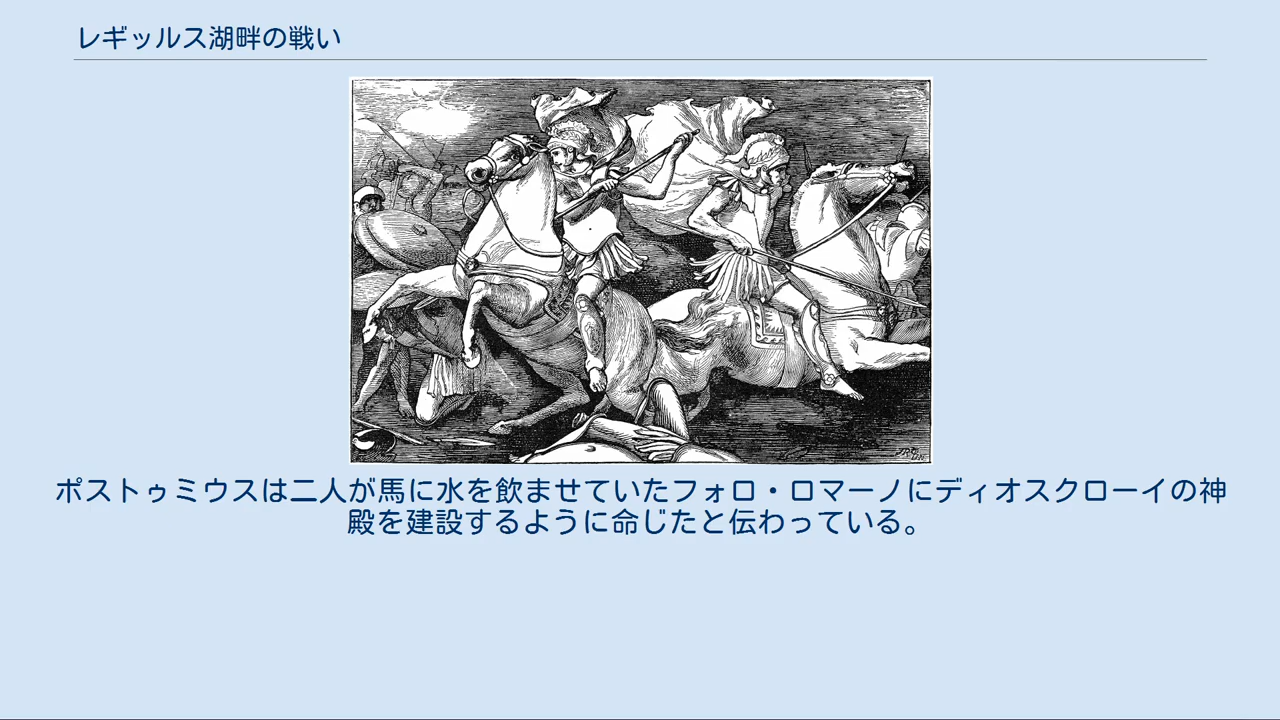 レギッルス湖畔の戦い
ポストゥミウスは二人が馬に水を飲ませていたフォロ・ロマーノにディオスクローイの神
殿を建設するように命じたと伝わっている。